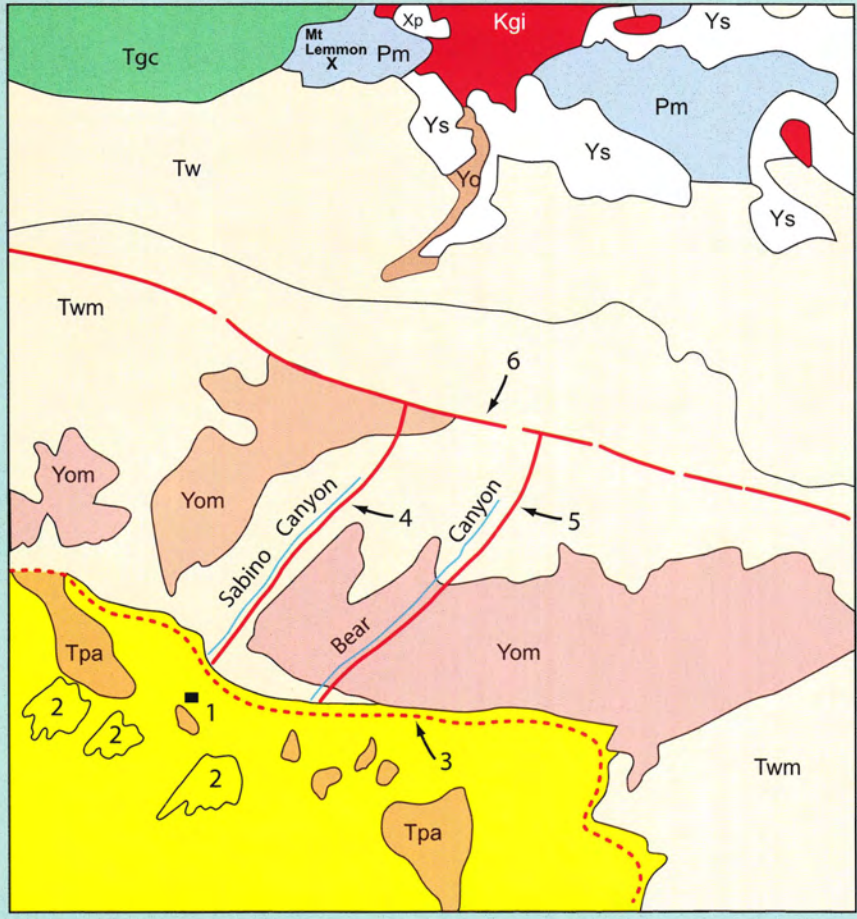 Xp
Kgi
Ys
Mt
Lemmon
X
Pm
Tgc
Pm
Ys
Ys
Tw
Yo
Ys
Twm
6
Yom
Yom
Sabino Canyon
4
Canyon
5
Bear
Yom
Tpa
2
1
2
3
2
Twm
Tpa